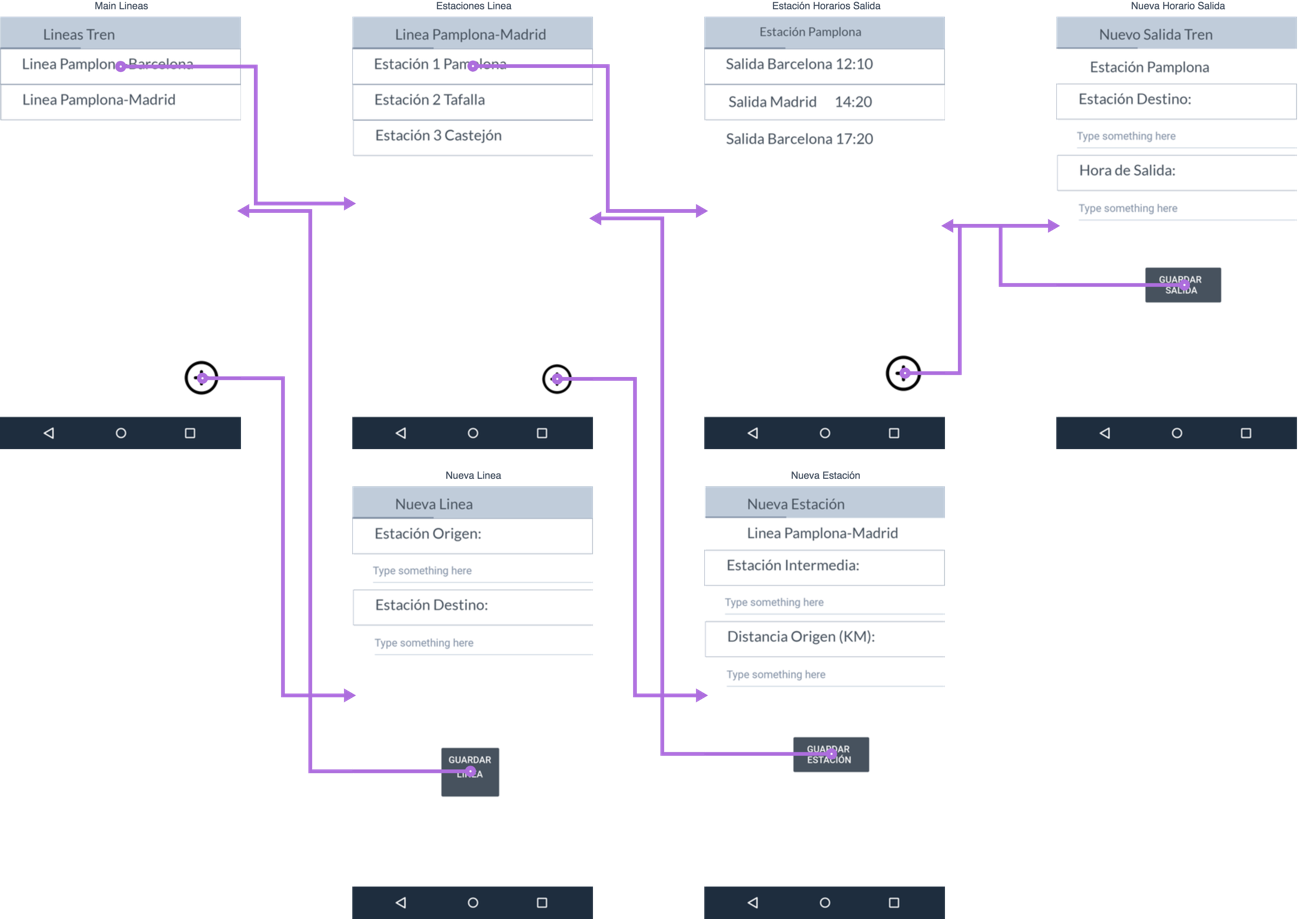 Main Lineas
Lineas Tren
Linea Pamplona-Barcelona
Linea Pamplona-Madrid
Estaciones Linea
Linea Pamplona-Madrid
Estación 1 Pamplona
Estación 2 Tafalla
Estación 3 Castejón
Estación Horarios Salida
Estación Pamplona
Salida Barcelona 12:10
Salida Madrid 14:20
Salida Barcelona 17:20
Nueva Horario Salida
Nuevo Salida Tren
Estación Pamplona
Estación Destino:
Type something here
Hora de Salida:
Type something here
GUARDAR
SALIDA
Nueva Linea
Nueva Linea
Estación Origen:
Type something here
Estación Destino:
Type something here
GUARDAR
LINEA
Nueva Estación
Nueva Estación
Linea Pamplona-Madrid
Estación Intermedia:
Type something here
Distancia Origen (KM):
Type something here
GUARDAR
ESTACIÓN